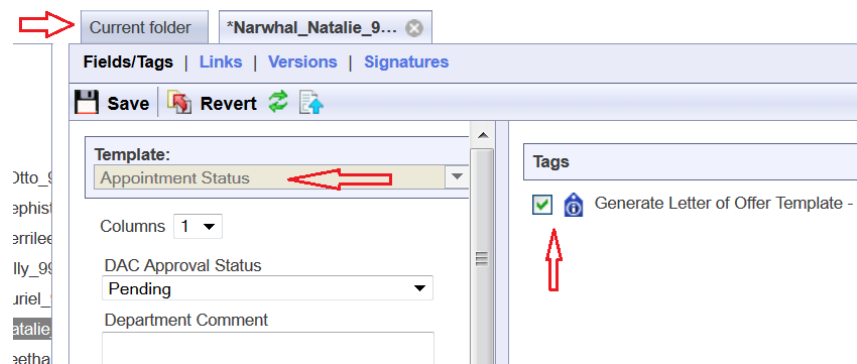 Current folder *Narwhal_Natalie_9...
Fields/Tags | Links | Versions | Signatures
Save Revert
Template:
Appointment Status
Columns 1
DAC Approval Status
Pending
Department Comment
Tags
Generate Letter of Offer Template -